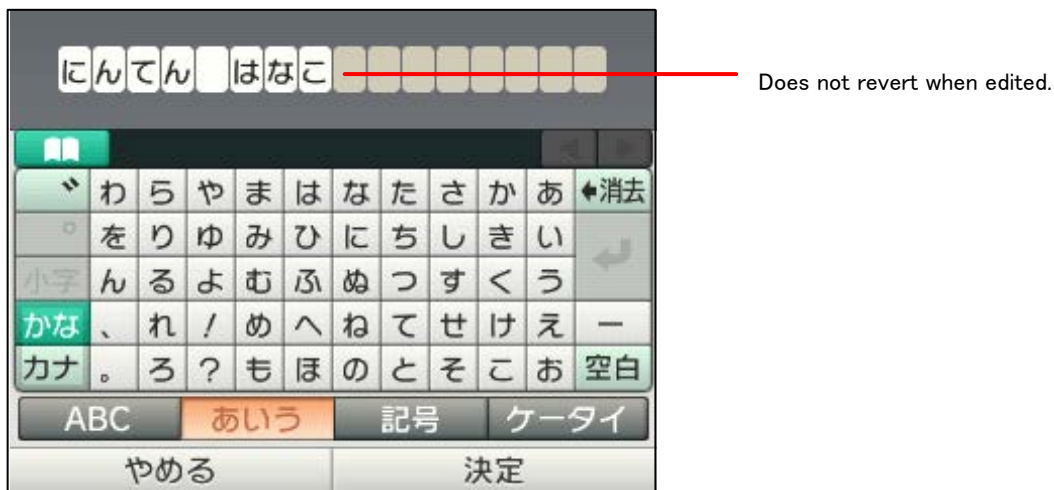 にんてん はなこ
Does not revert when edited.
゛ わ ら や ま は な た さ か あ ←消去
゜ を り ゆ み ひ に ち し き い
小字 ん る よ む ふ ぬ つ す く う
かな 、 れ ! め へ ね て せ け え ー
カナ 。 ろ ? も ほ の と そ こ お 空白
ABC あいう 記号 ケータイ
やめる 決定